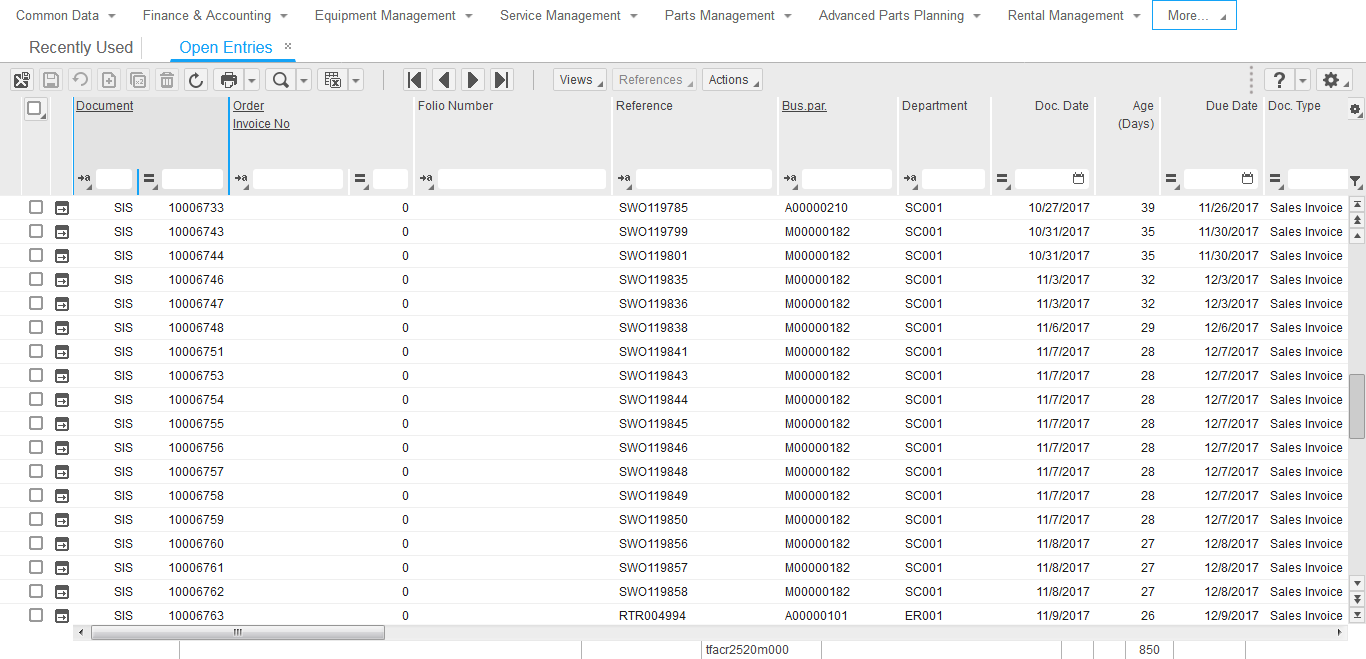 Common Data Finance & Accounting Equipment Management Service Management Parts Management Advanced Parts Planning Rental Management More...
Recently Used Open Entries ×
Views References Actions ?
Document Order Folio Number Reference Bus.par. Department Doc. Date Age Due Date Doc. Type
Invoice No (Days)
SIS 10006733 0 SWO119785 A00000210 SC001 10/27/2017 39 11/26/2017 Sales Invoice
SIS 10006743 0 SWO119799 M00000182 SC001 10/31/2017 35 11/30/2017 Sales Invoice
SIS 10006744 0 SWO119801 M00000182 SC001 10/31/2017 35 11/30/2017 Sales Invoice
SIS 10006746 0 SWO119835 M00000182 SC001 11/3/2017 32 12/3/2017 Sales Invoice
SIS 10006747 0 SWO119836 M00000182 SC001 11/3/2017 32 12/3/2017 Sales Invoice
SIS 10006748 0 SWO119838 M00000182 SC001 11/6/2017 29 12/6/2017 Sales Invoice
SIS 10006751 0 SWO119841 M00000182 SC001 11/7/2017 28 12/7/2017 Sales Invoice
SIS 10006753 0 SWO119843 M00000182 SC001 11/7/2017 28 12/7/2017 Sales Invoice
SIS 10006754 0 SWO119844 M00000182 SC001 11/7/2017 28 12/7/2017 Sales Invoice
SIS 10006755 0 SWO119845 M00000182 SC001 11/7/2017 28 12/7/2017 Sales Invoice
SIS 10006756 0 SWO119846 M00000182 SC001 11/7/2017 28 12/7/2017 Sales Invoice
SIS 10006757 0 SWO119848 M00000182 SC001 11/7/2017 28 12/7/2017 Sales Invoice
SIS 10006758 0 SWO119849 M00000182 SC001 11/7/2017 28 12/7/2017 Sales Invoice
SIS 10006759 0 SWO119850 M00000182 SC001 11/7/2017 28 12/7/2017 Sales Invoice
SIS 10006760 0 SWO119856 M00000182 SC001 11/8/2017 27 12/8/2017 Sales Invoice
SIS 10006761 0 SWO119857 M00000182 SC001 11/8/2017 27 12/8/2017 Sales Invoice
SIS 10006762 0 SWO119858 M00000182 SC001 11/8/2017 27 12/8/2017 Sales Invoice
SIS 10006763 0 RTR004994 A00000101 ER001 11/9/2017 26 12/9/2017 Sales Invoice
tfacr2520m000 850